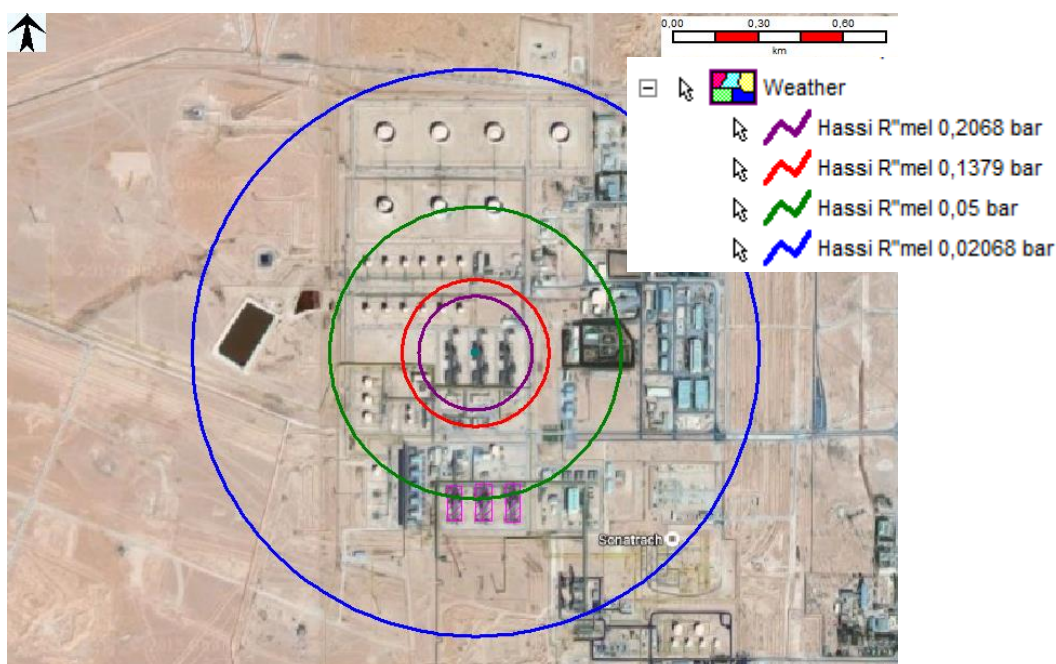 0,00 0,30 0,60
km
Weather
Hassi R"mel 0,2068 bar
Hassi R"mel 0,1379 bar
Hassi R"mel 0,05 bar
Hassi R"mel 0,02068 bar
Sonatrach